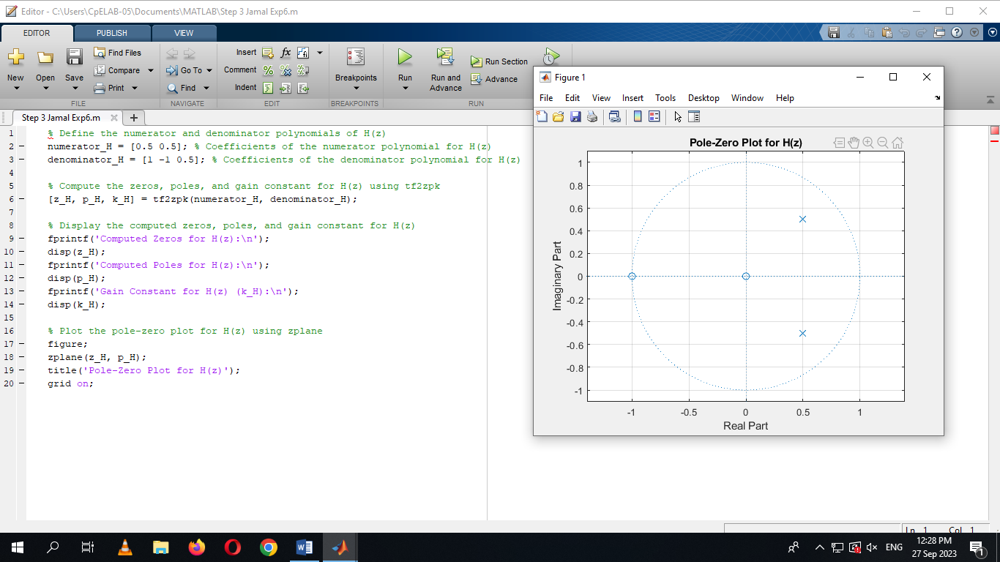 Editor - C:\Users\CpELAB-05\Documents\MATLAB\Step 3 Jamal Exp6.m
EDITOR PUBLISH VIEW
New Open Save Find Files Compare Print
Insert fx
Comment
Indent
Go To Find
Breakpoints
Run Run and Advance Run Section Advance
FILE NAVIGATE EDIT BREAKPOINTS RUN
Step 3 Jamal Exp6.m
1 % Define the numerator and denominator polynomials of H(z)
2 – numerator_H = [0.5 0.5]; % Coefficients of the numerator polynomial for H(z)
3 – denominator_H = [1 -1 0.5]; % Coefficients of the denominator polynomial for H(z)
4
5 % Compute the zeros, poles, and gain constant for H(z) using tf2zpk
6 – [z_H, p_H, k_H] = tf2zpk(numerator_H, denominator_H);
7
8 % Display the computed zeros, poles, and gain constant for H(z)
9 – fprintf('Computed Zeros for H(z):\n');
10 – disp(z_H);
11 – fprintf('Computed Poles for H(z):\n');
12 – disp(p_H);
13 – fprintf('Gain Constant for H(z) (k_H):\n');
14 – disp(k_H);
15
16 % Plot the pole-zero plot for H(z) using zplane
17 – figure;
18 – zplane(z_H, p_H);
19 – title('Pole-Zero Plot for H(z)');
20 – grid on;
Figure 1
File Edit View Insert Tools Desktop Window Help
Pole-Zero Plot for H(z)
Imaginary Part
1
0.8
0.6
0.4
0.2
0
-0.2
-0.4
-0.6
-0.8
-1
-1 -0.5 0 0.5 1
Real Part
Ln 1 Col 1
ENG
12:28 PM
27 Sep 2023
1